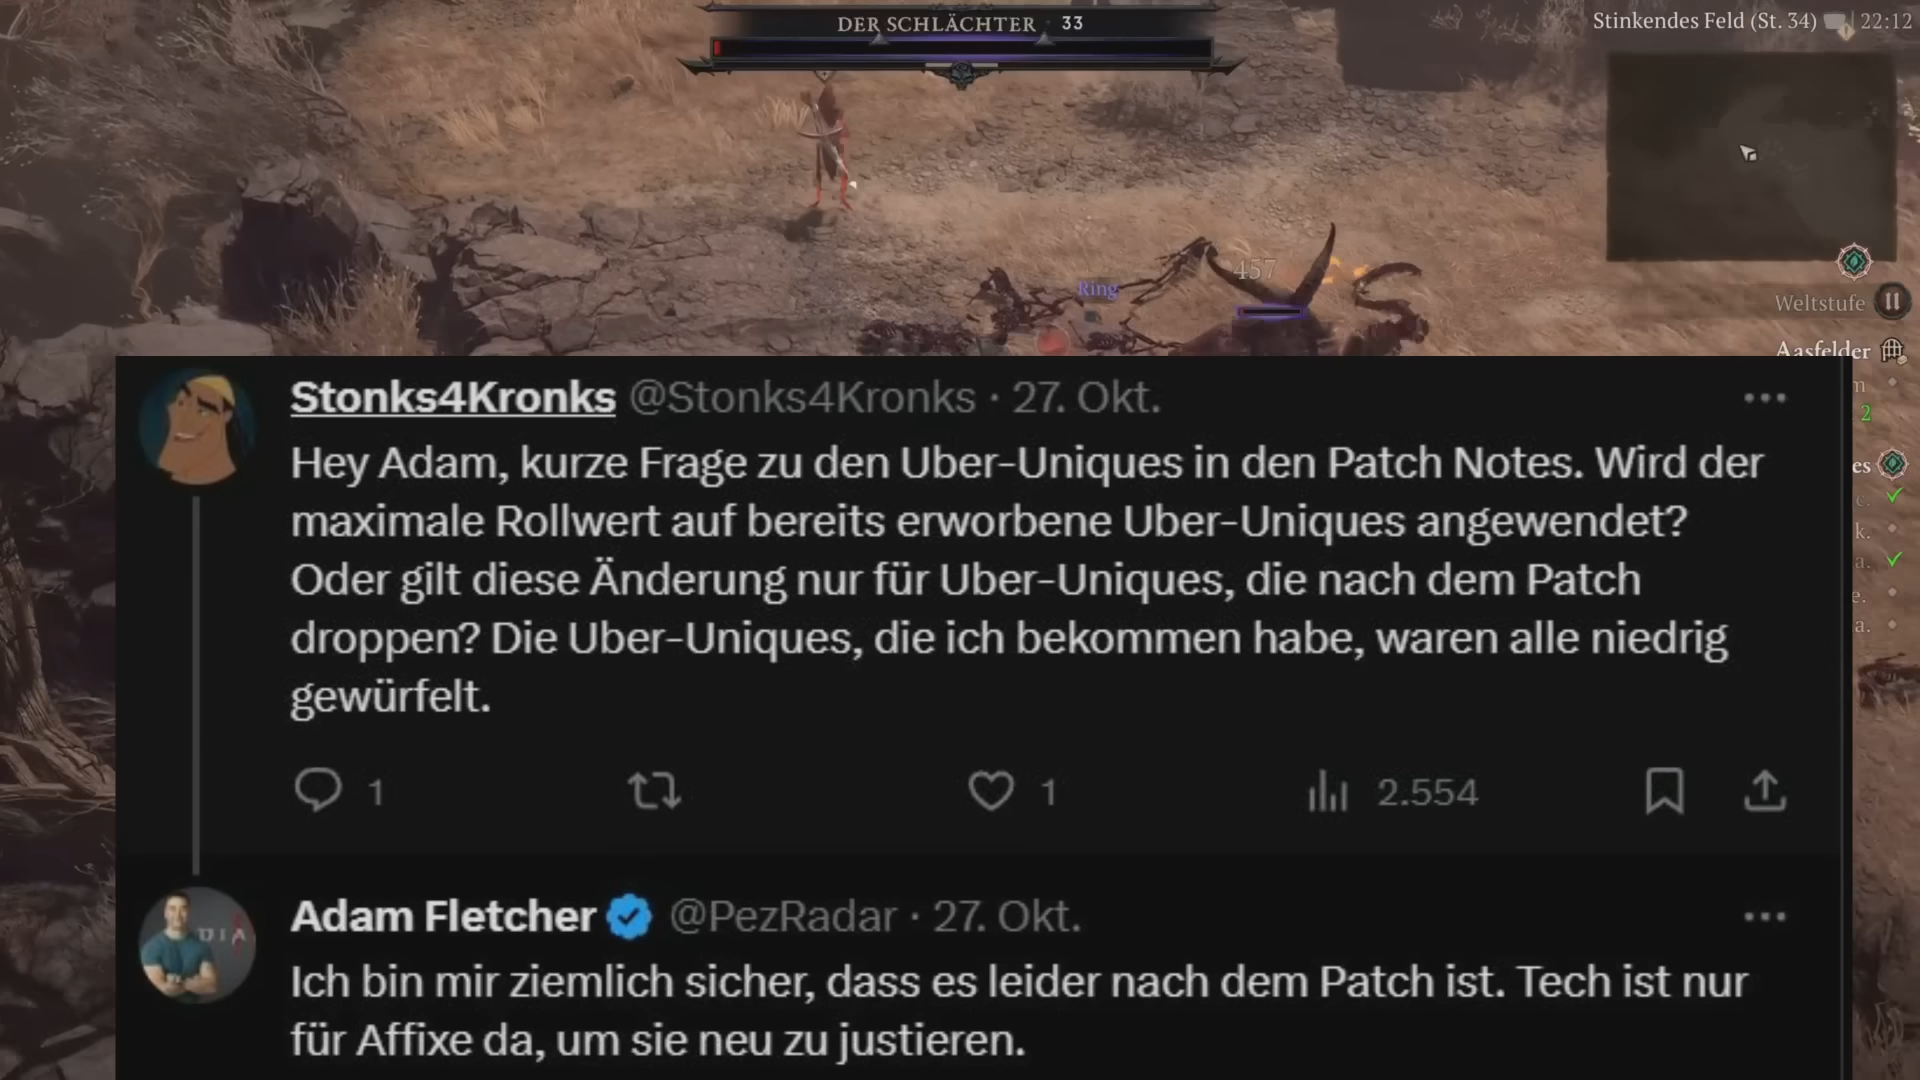 DER SCHLÄCHTER · 33
Stinkendes Feld (St. 34)
22:12
457
Ring
Weltstufe II
Aasfelder
m
2
es
c.
k.
a.
e.
a.
Stonks4Kronks @Stonks4Kronks · 27. Okt.
Hey Adam, kurze Frage zu den Uber-Uniques in den Patch Notes. Wird der
maximale Rollwert auf bereits erworbene Uber-Uniques angewendet?
Oder gilt diese Änderung nur für Uber-Uniques, die nach dem Patch
droppen? Die Uber-Uniques, die ich bekommen habe, waren alle niedrig
gewürfelt.
1
1
2.554
Adam Fletcher @PezRadar · 27. Okt.
DIA
Ich bin mir ziemlich sicher, dass es leider nach dem Patch ist. Tech ist nur
für Affixe da, um sie neu zu justieren.